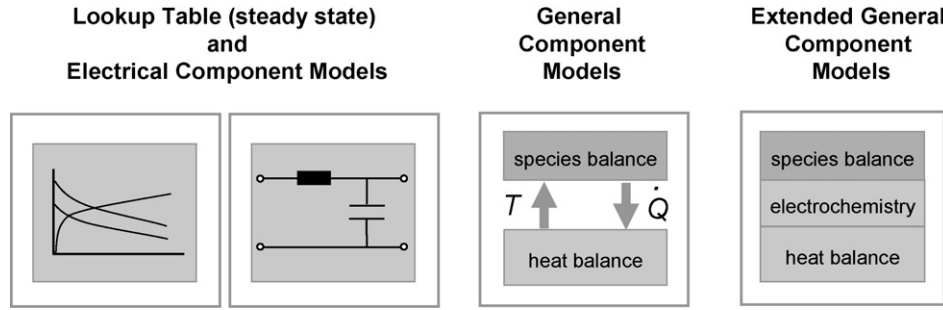 Lookup Table (steady state)
and
Electrical Component Models
General
Component
Models
Extended General
Component
Models
species balance
T
Q̇
heat balance
species balance
electrochemistry
heat balance